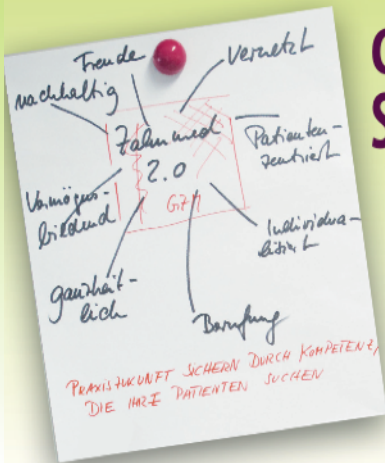 Freude
vernetzt
nachhaltig
Zahnmed
2.0
GZM
Patienten-
zentriert
Vermögens-
bildend
Individua-
lisiert
ganzheit-
lich
Berufung
PRAXISZUKUNFT SICHERN DURCH KOMPETENZ,
DIE IHRE PATIENTEN SUCHEN